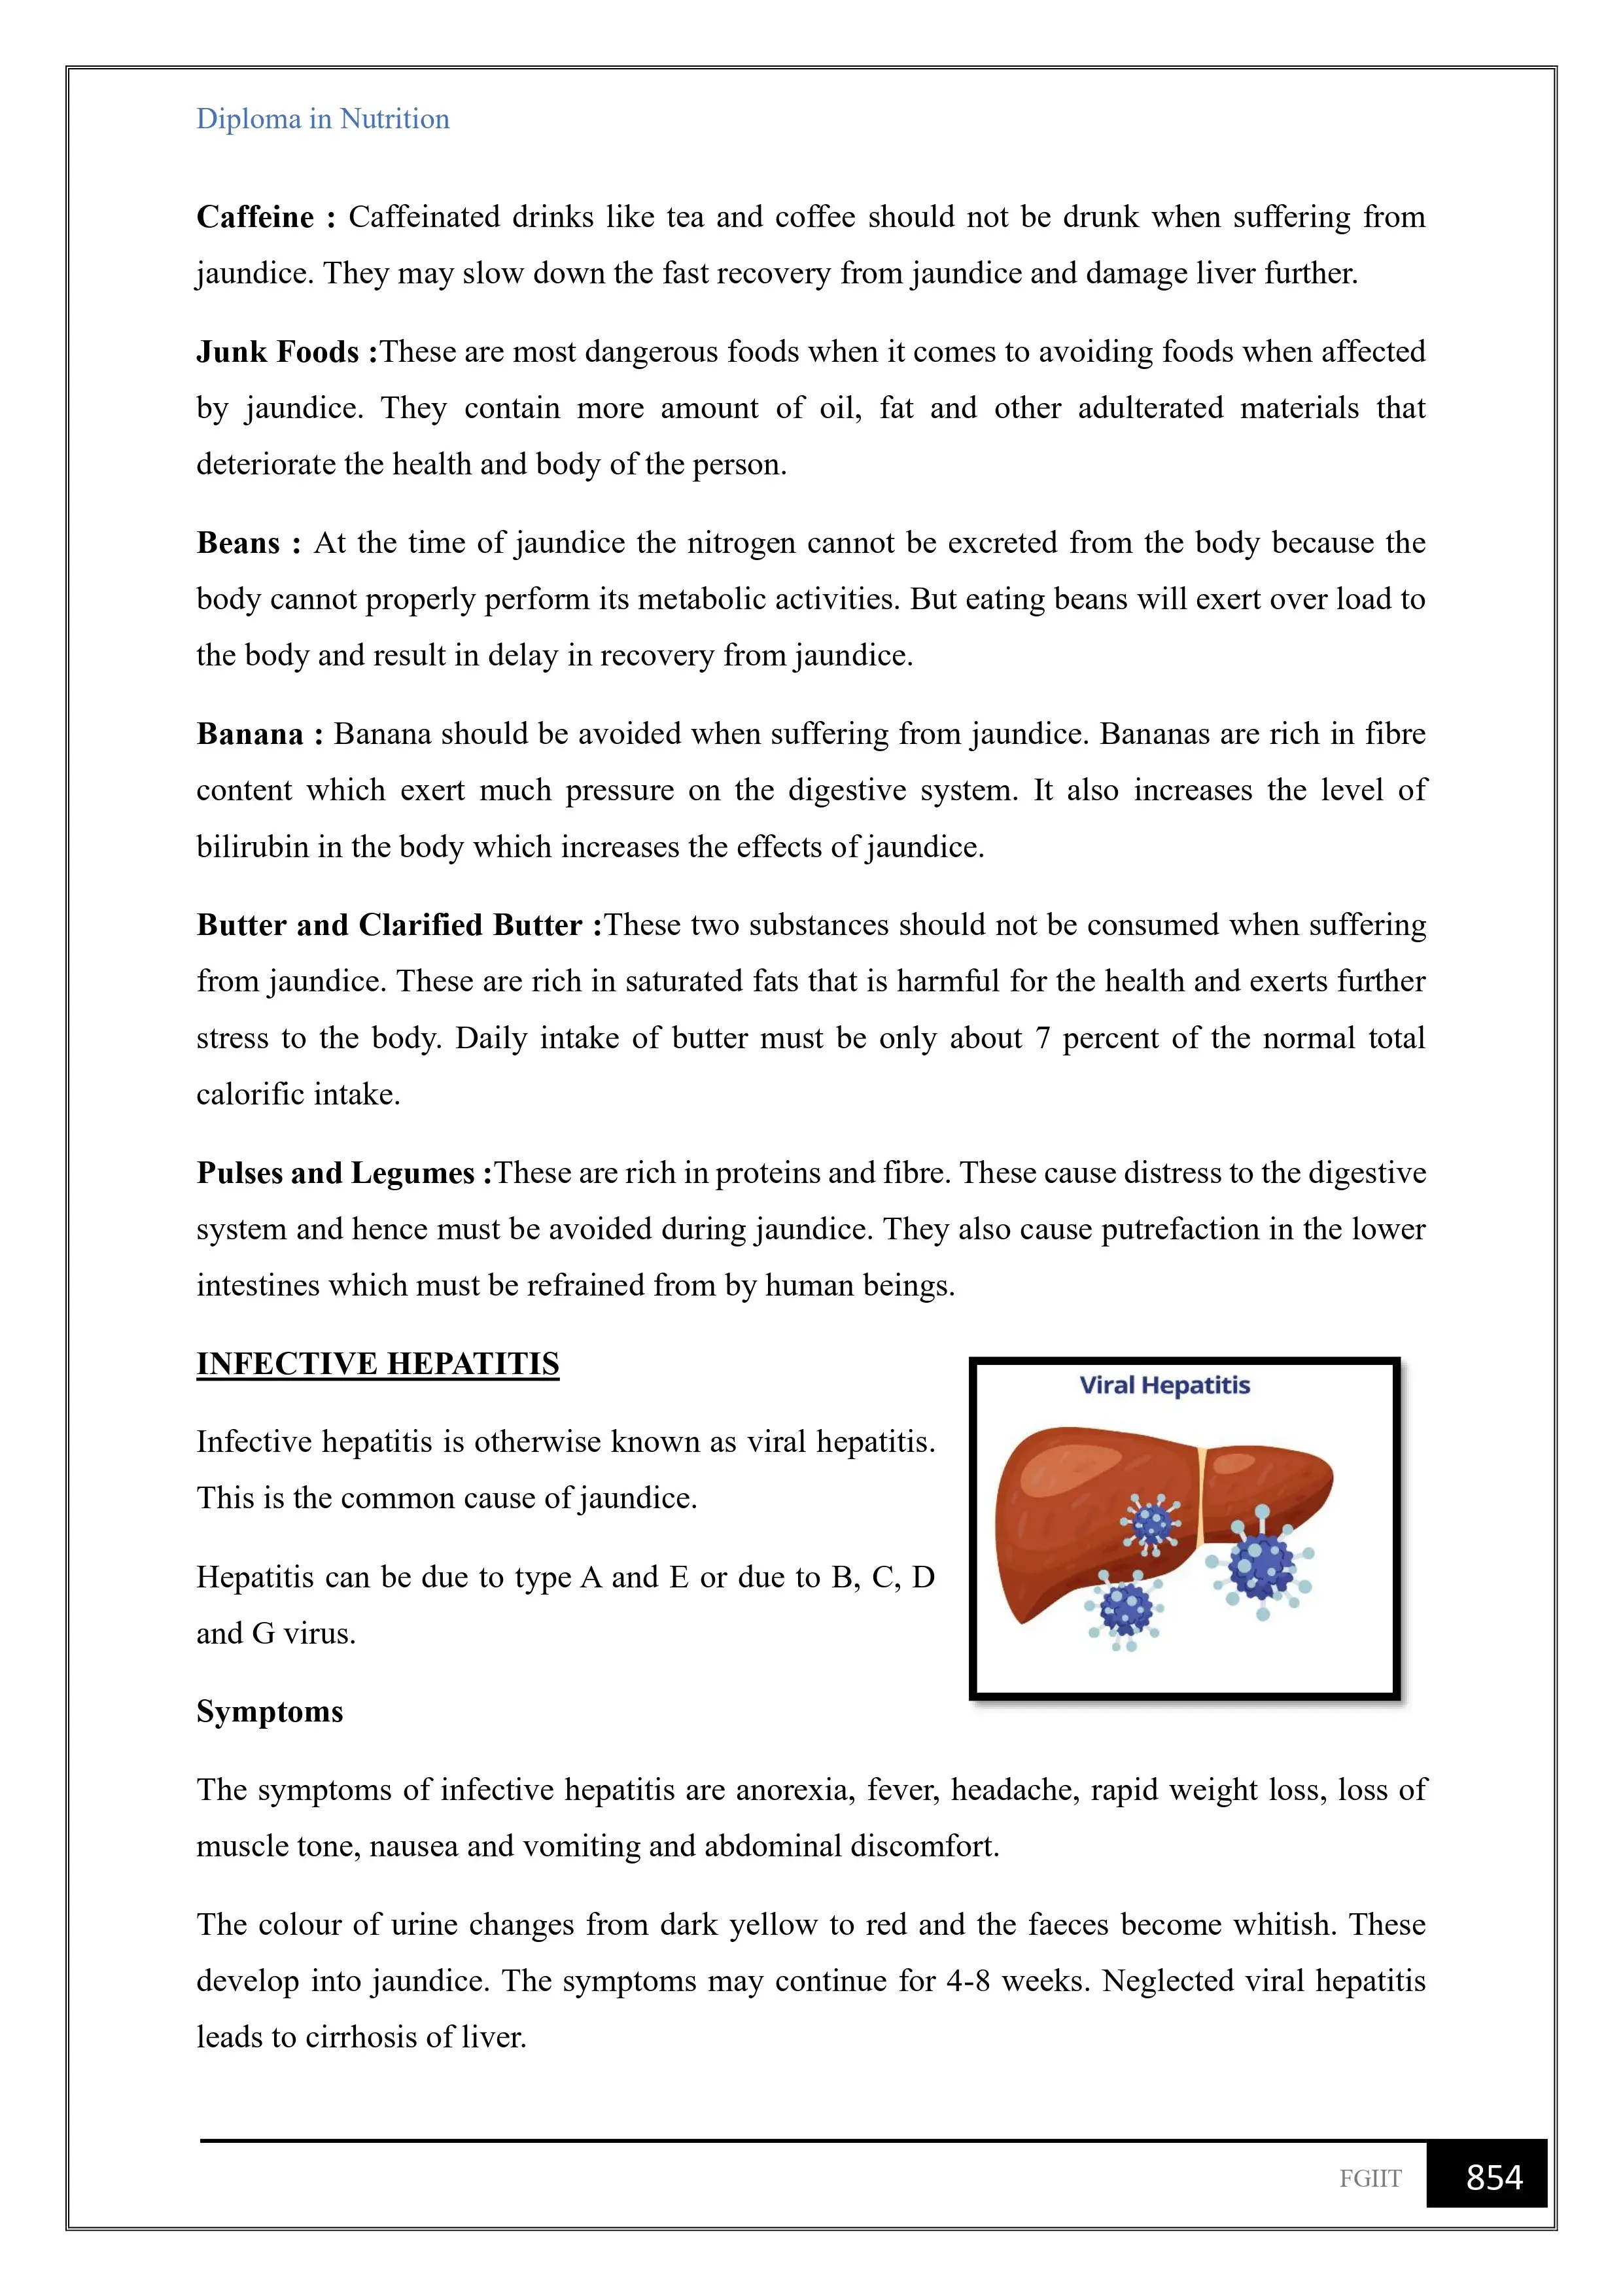 Diploma in Nutrition
Caffeine : Caffeinated drinks like tea and coffee should not be drunk when suffering from
jaundice. They may slow down the fast recovery from jaundice and damage liver further.
Junk Foods :These are most dangerous foods when it comes to avoiding foods when affected
by jaundice. They contain more amount of oil, fat and other adulterated materials that
deteriorate the health and body of the person.
Beans : At the time of jaundice the nitrogen cannot be excreted from the body because the
body cannot properly perform its metabolic activities. But eating beans will exert over load to
the body and result in delay in recovery from jaundice.
Banana : Banana should be avoided when suffering from jaundice. Bananas are rich in fibre
content which exert much pressure on the digestive system. It also increases the level of
bilirubin in the body which increases the effects of jaundice.
Butter and Clarified Butter :These two substances should not be consumed when suffering
from jaundice. These are rich in saturated fats that is harmful for the health and exerts further
stress to the body. Daily intake of butter must be only about 7 percent of the normal total
calorific intake.
Pulses and Legumes :These are rich in proteins and fibre. These cause distress to the digestive
system and hence must be avoided during jaundice. They also cause putrefaction in the lower
intestines which must be refrained from by human beings.
INFECTIVE HEPATITIS
Infective hepatitis is otherwise known as viral hepatitis.
This is the common cause of jaundice.
Hepatitis can be due to type A and E or due to B, C, D
and G virus.
Viral Hepatitis
Symptoms
The symptoms of infective hepatitis are anorexia, fever, headache, rapid weight loss, loss of
muscle tone, nausea and vomiting and abdominal discomfort.
The colour of urine changes from dark yellow to red and the faeces become whitish. These
develop into jaundice. The symptoms may continue for 4-8 weeks. Neglected viral hepatitis
leads to cirrhosis of liver.
FGIIT 854